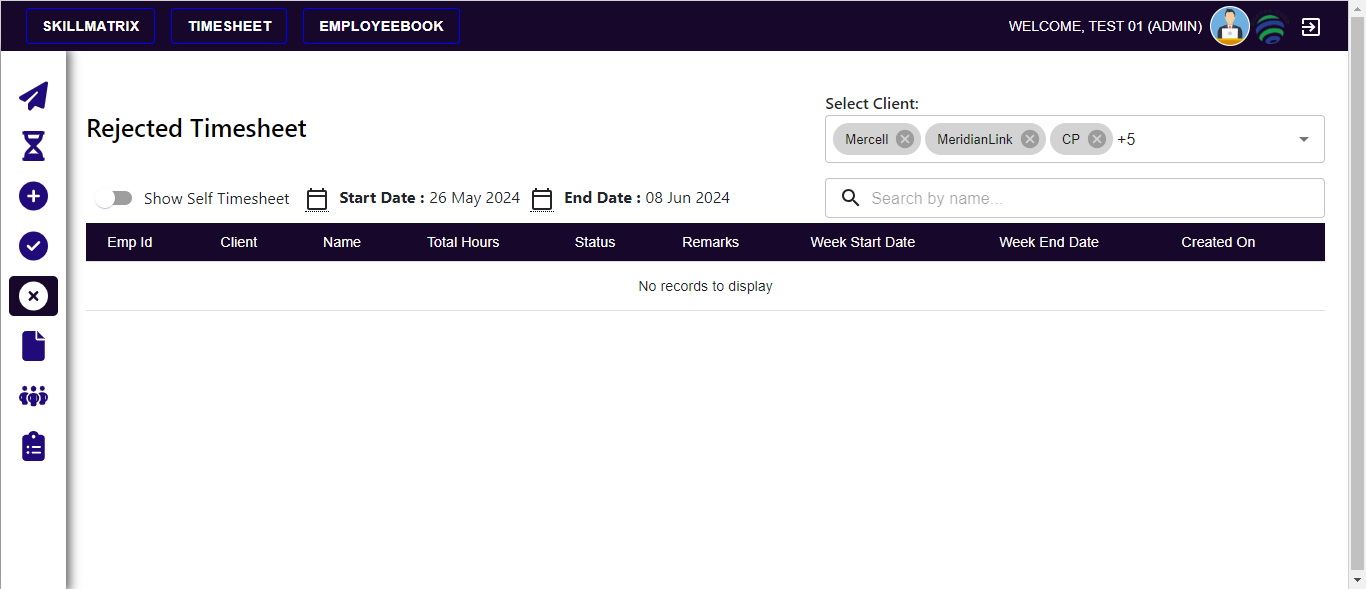 SKILLMATRIX TIMESHEET EMPLOYEEBOOK WELCOME, TEST 01 (ADMIN)
Select Client:
Rejected Timesheet
Mercell MeridianLink CP +5
Show Self Timesheet Start Date : 26 May 2024 End Date : 08 Jun 2024 Search by name...
Emp Id Client Name Total Hours Status Remarks Week Start Date Week End Date Created On
No records to display